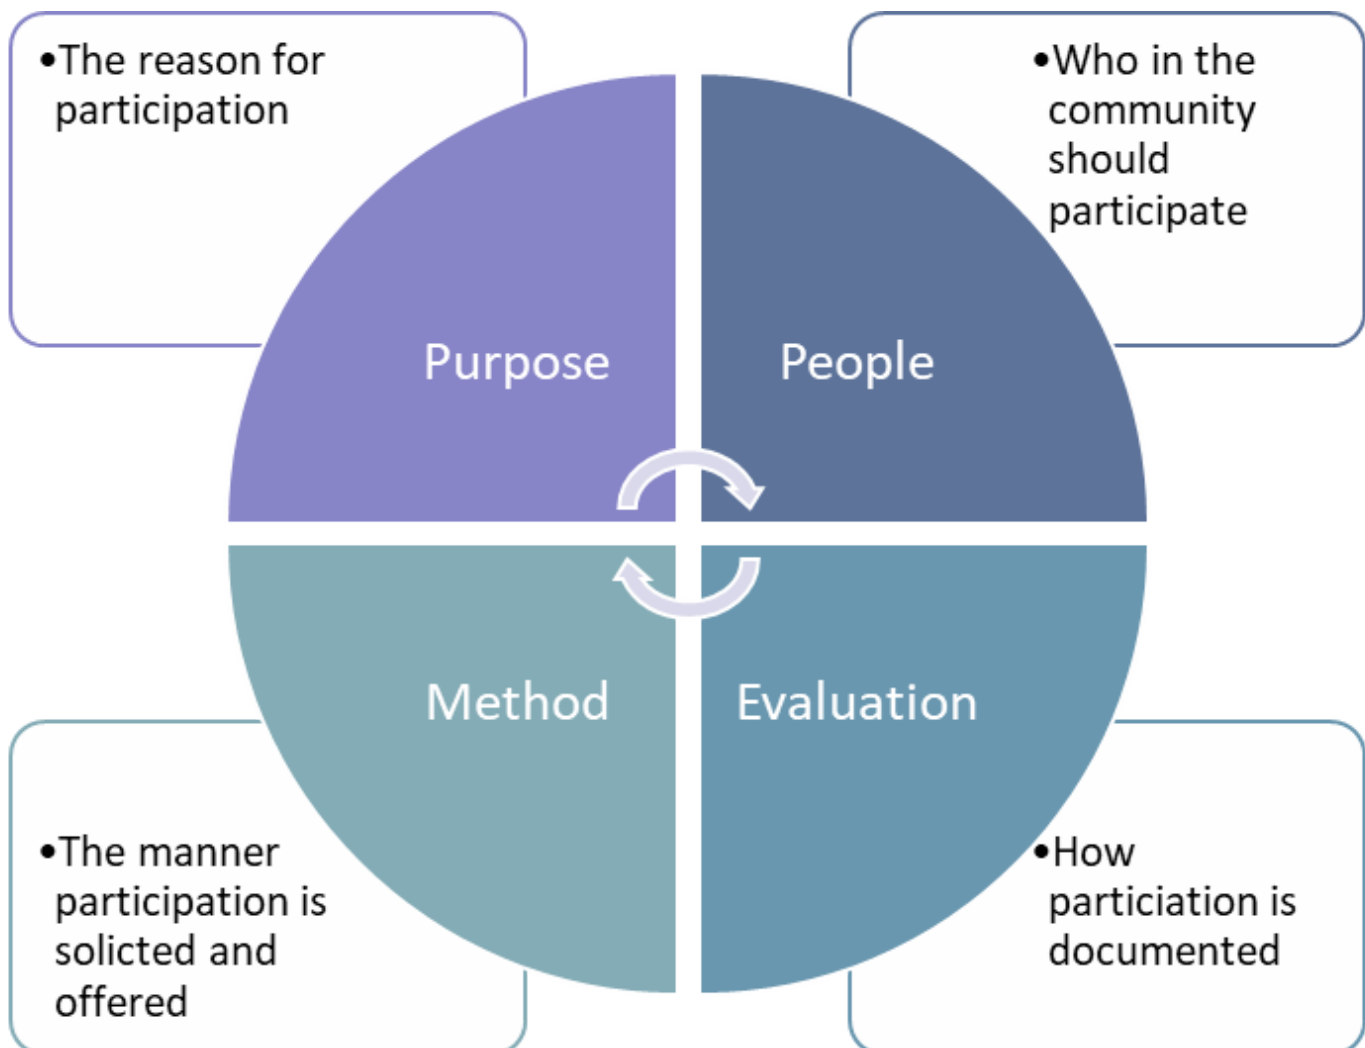 •The reason for
participation
•Who in the
community
should
participate
Purpose
People
Method
Evaluation
•The manner
participation is
solicted and
offered
•How
particiation is
documented